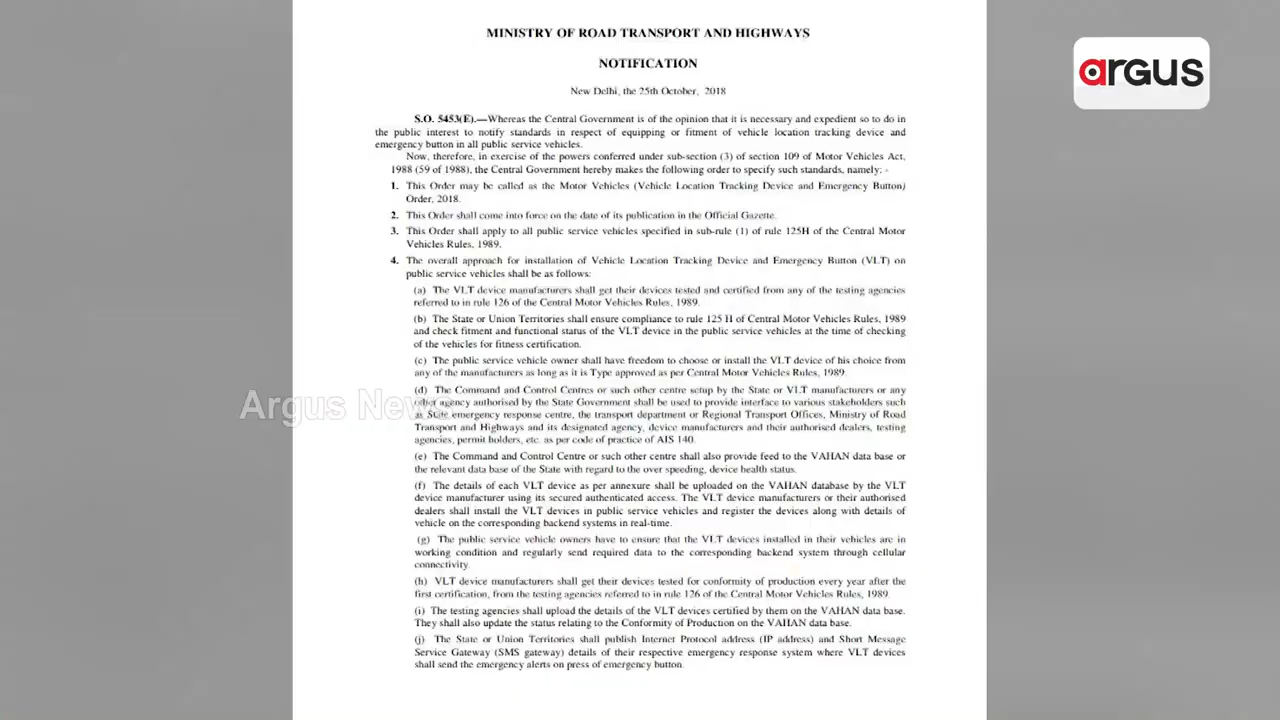 MINISTRY OF ROAD TRANSPORT AND HIGHWAYS
argus
NOTIFICATION
New Delhi, the 25th October, 2018
S.O. 5453(E).—Whereas the Central Government is of the opinion that it is necessary and expedient so to do in
the public interest to notify standards in respect of equipping or fitment of vehicle location tracking device and
emergency button in all public service vehicles.
Now, therefore, in exercise of the powers conferred under sub-section (3) of section 109 of Motor Vehicles Act,
1988 (59 of 1988), the Central Government hereby makes the following order to specify such standards, namely: -
1. This Order may be called as the Motor Vehicles (Vehicle Location Tracking Device and Emergency Button)
Order, 2018.
2. This Order shall come into force on the date of its publication in the Official Gazette.
3. This Order shall apply to all public service vehicles specified in sub-rule (1) of rule 125H of the Central Motor
Vehicles Rules, 1989.
4. The overall approach for installation of Vehicle Location Tracking Device and Emergency Button (VLT) on
public service vehicles shall be as follows:
(a) The VLT device manufacturers shall get their devices tested and certified from any of the testing agencies
referred to in rule 126 of the Central Motor Vehicles Rules, 1989.
(b) The State or Union Territories shall ensure compliance to rule 125 H of Central Motor Vehicles Rules, 1989
and check fitment and functional status of the VLT device in the public service vehicles at the time of checking
of the vehicles for fitness certification.
(c) The public service vehicle owner shall have freedom to choose or install the VLT device of his choice from
any of the manufacturers as long as it is Type approved as per Central Motor Vehicles Rules, 1989.
(d) The Command and Control Centres or such other centre setup by the State or VLT manufacturers or any
other agency authorised by the State Government shall be used to provide interface to various stakeholders such
as State emergency response centre, the transport department or Regional Transport Offices, Ministry of Road
Transport and Highways and its designated agency, device manufacturers and their authorised dealers, testing
agencies, permit holders, etc. as per code of practice of AIS 140.
Argus News
(e) The Command and Control Centre or such other centre shall also provide feed to the VAHAN data base or
the relevant data base of the State with regard to the over speeding, device health status.
(f) The details of each VLT device as per annexure shall be uploaded on the VAHAN database by the VLT
device manufacturer using its secured authenticated access. The VLT device manufacturers or their authorised
dealers shall install the VLT devices in public service vehicles and register the devices along with details of
vehicle on the corresponding backend systems in real-time.
(g) The public service vehicle owners have to ensure that the VLT devices installed in their vehicles are in
working condition and regularly send required data to the corresponding backend system through cellular
connectivity.
(h) VLT device manufacturers shall get their devices tested for conformity of production every year after the
first certification, from the testing agencies referred to in rule 126 of the Central Motor Vehicles Rules, 1989.
(i) The testing agencies shall upload the details of the VLT devices certified by them on the VAHAN data base.
They shall also update the status relating to the Conformity of Production on the VAHAN data base.
(j) The State or Union Territories shall publish Internet Protocol address (IP address) and Short Message
Service Gateway (SMS gateway) details of their respective emergency response system where VLT devices
shall send the emergency alerts on press of emergency button.